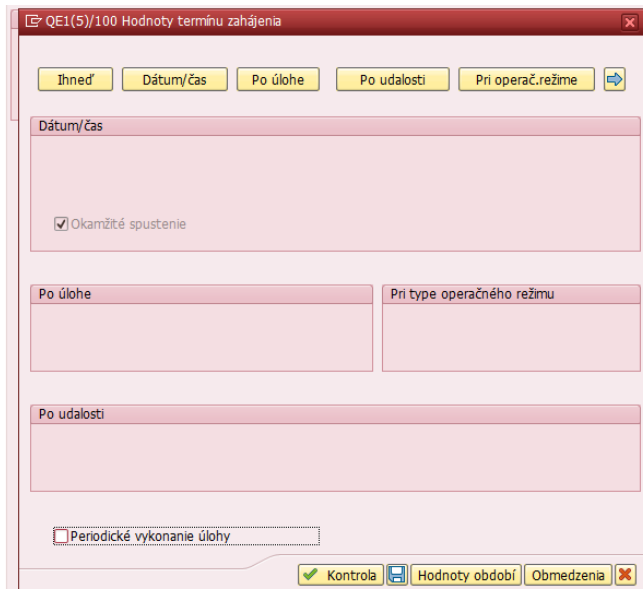 QE1(5)/100 Hodnoty termínu zahájenia
Ihneď Dátum/čas Po úlohe Po udalosti Pri operač.režime
Dátum/čas
Okamžité spustenie
Po úlohe Pri type operačného režimu
Po udalosti
Periodické vykonanie úlohy
Kontrola Hodnoty období Obmedzenia